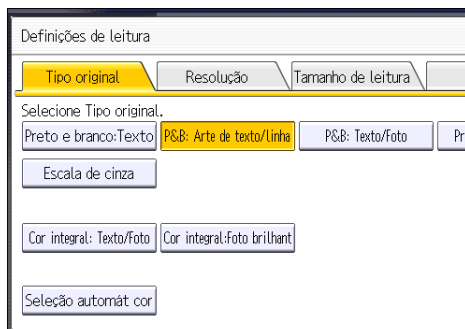 Definições de leitura
Tipo original Resolução Tamanho de leitura
Selecione Tipo original.
Preto e branco:Texto P&B: Arte de texto/linha P&B: Texto/Foto
Escala de cinza
Cor integral: Texto/Foto Cor integral:Foto brilhant
Seleção automát cor